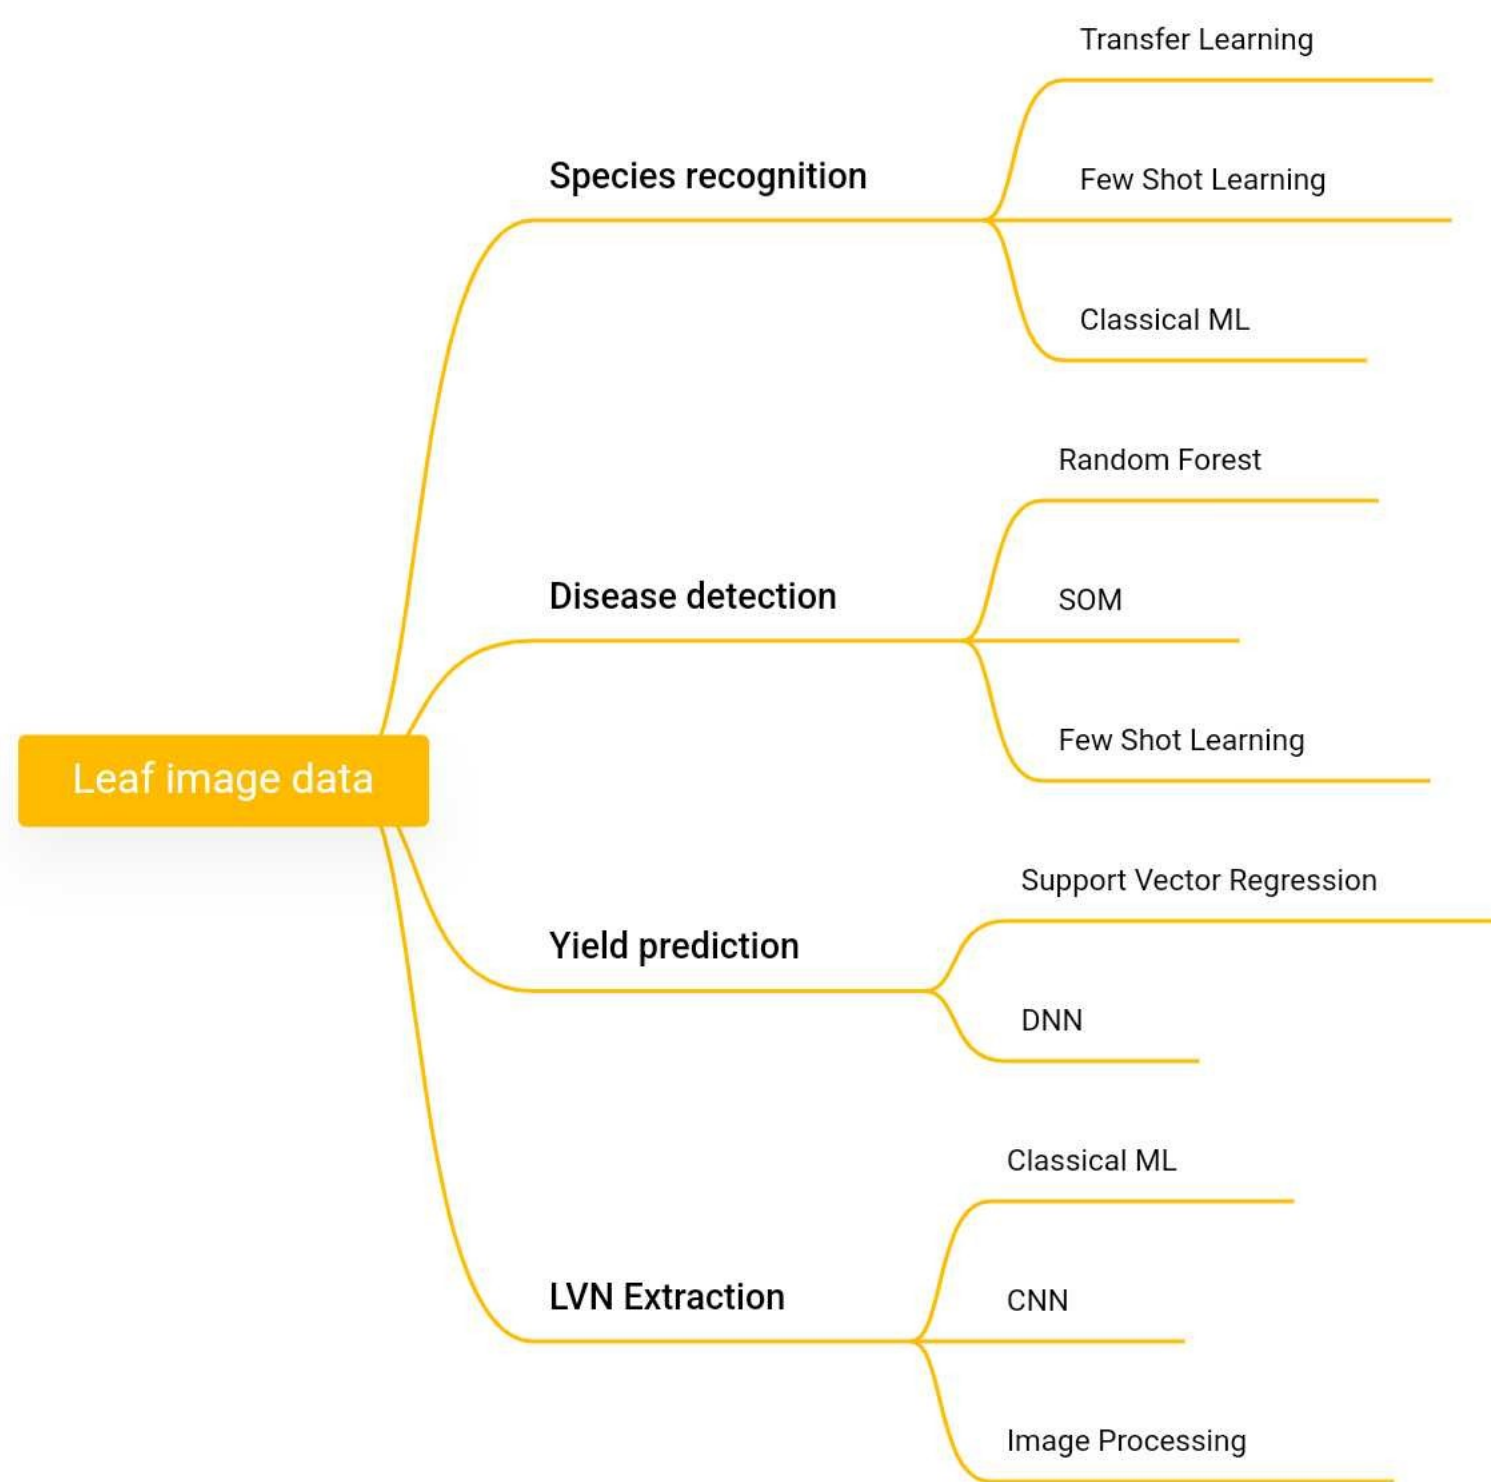 Transfer Learning
Species recognition
Few Shot Learning
Classical ML
Random Forest
Disease detection
SOM
Few Shot Learning
Leaf image data
Support Vector Regression
Yield prediction
DNN
Classical ML
LVN Extraction
CNN
Image Processing